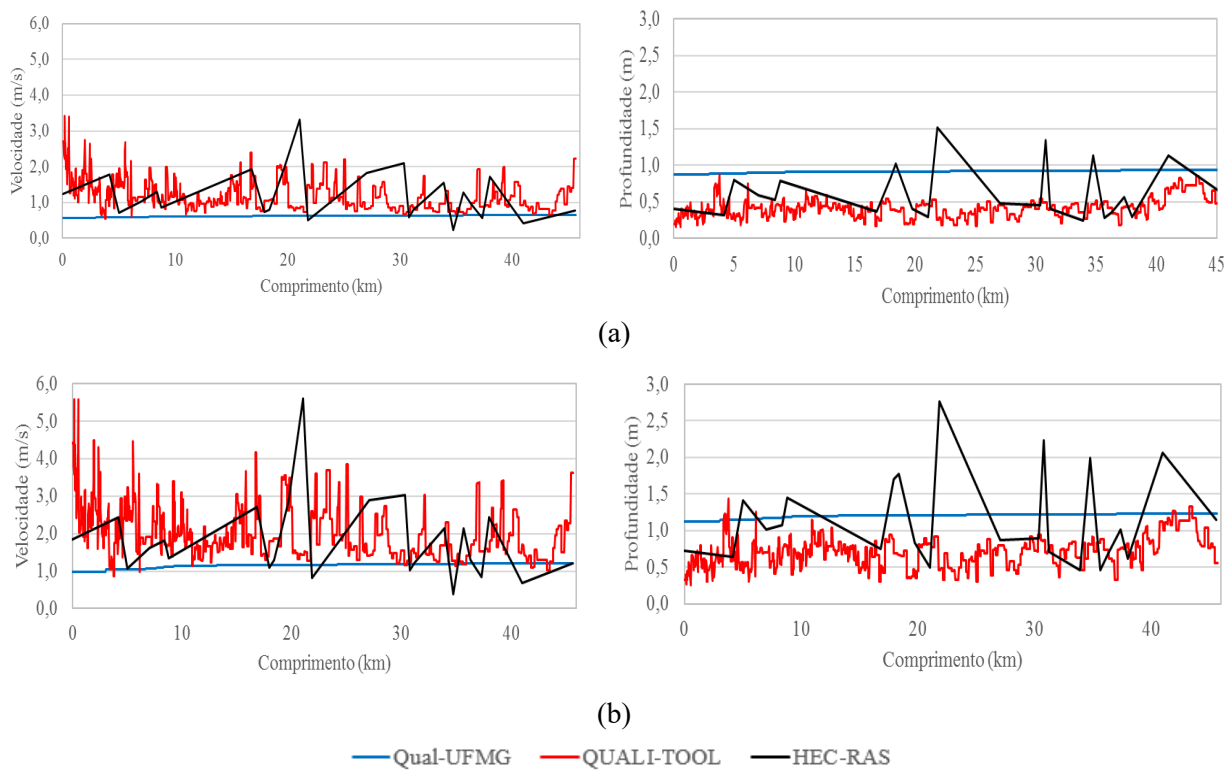 6,0
5,0
4,0
3,0
2,0
1,0
0,0
Velocidade (m/s)
0 10 20 30 40
Comprimento (km)
3,0
2,5
2,0
1,5
1,0
0,5
0,0
Profundidade (m)
0 5 10 15 20 25 30 35 40 45
Comprimento (km)
(a)
6,0
5,0
4,0
3,0
2,0
1,0
0,0
Velocidade (m/s)
0 10 20 30 40
Comprimento (km)
3,0
2,5
2,0
1,5
1,0
0,5
0,0
Profundidade (m)
0 10 20 30 40
Comprimento (km)
(b)
Qual-UFMG QUALI-TOOL HEC-RAS